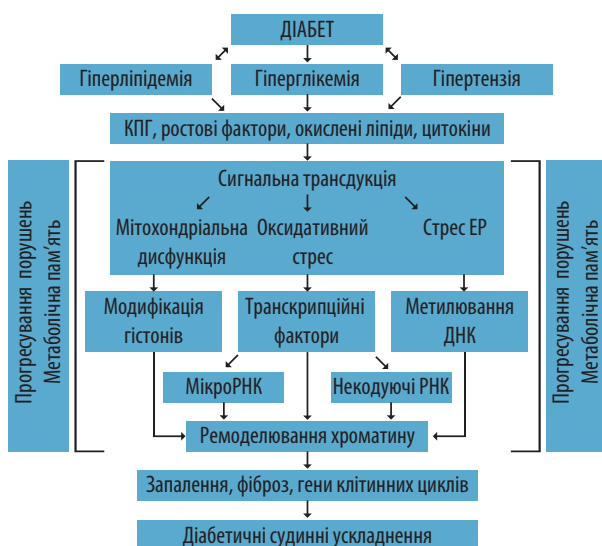 ДІАБЕТ
Гіперліпідемія
Гіперглікемія
Гіпертензія
КПГ, ростові фактори, окислені ліпіди, цитокіни
Прогресування порушень
Метаболічна пам’ять
Сигнальна трансдукція
Мітохондріальна
дисфункція
Оксидативний
стрес
Стрес ЕР
Модифікація
гістонів
Транскрипційні
фактори
Метилювання
ДНК
МікроРНК
Некодуючі РНК
Ремоделювання хроматину
Прогресування порушень
Метаболічна пам’ять
Запалення, фіброз, гени клітинних циклів
Діабетичні судинні ускладнення